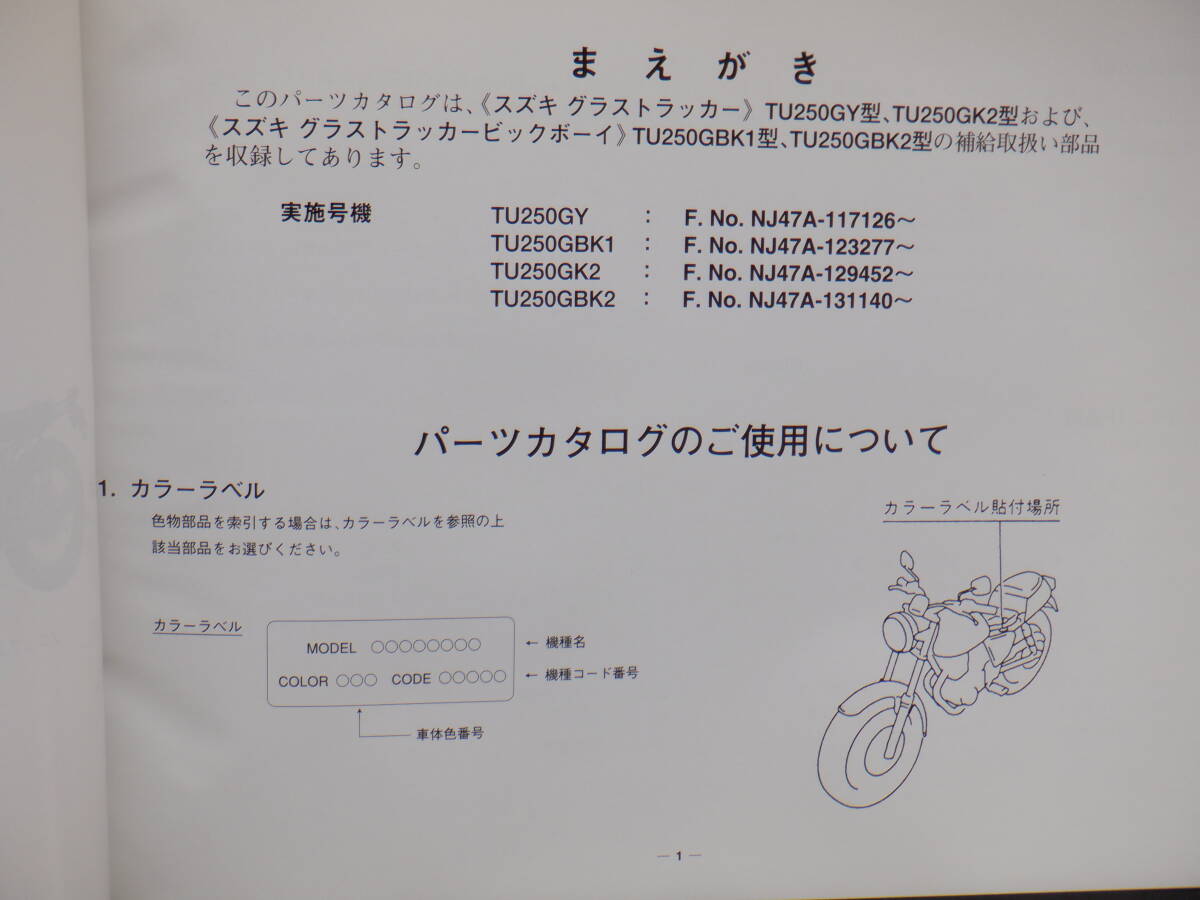 まえがき
このパーツカタログは、《スズキ グラストラッカー》TU250GY型、TU250GK2型および、
《スズキ グラストラッカービックボーイ》TU250GBK1型、TU250GBK2型の補給取扱い部品
を収録してあります。
実施号機 TU250GY : F. No. NJ47A-117126～
TU250GBK1 : F. No. NJ47A-123277～
TU250GK2 : F. No. NJ47A-129452～
TU250GBK2 : F. No. NJ47A-131140～
パーツカタログのご使用について
1. カラーラベル
色物部品を索引する場合は、カラーラベルを参照の上
該当部品をお選びください。
カラーラベル貼付場所
カラーラベル
MODEL ○○○○○○○○ ← 機種名
COLOR ○○○ CODE ○○○○○ ← 機種コード番号
車体色番号
— 1 —